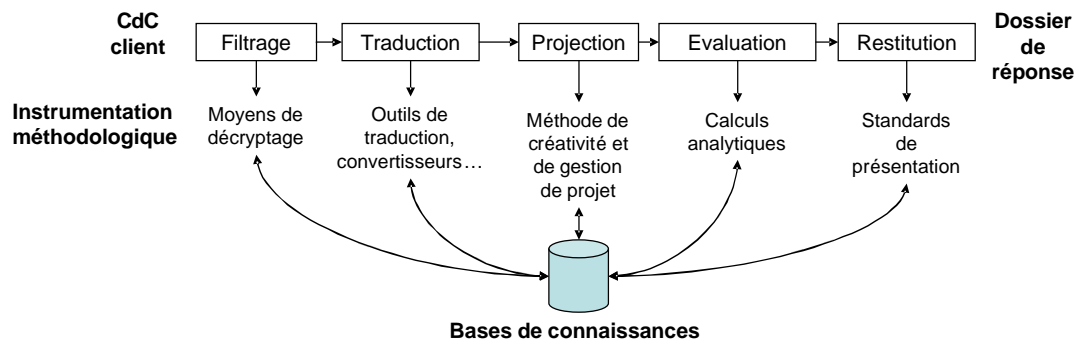 CdC
client
Filtrage
Traduction
Projection
Evaluation
Restitution
Dossier
de
réponse
Instrumentation
méthodologique
Moyens de
décryptage
Outils de
traduction,
convertisseurs…
Méthode de
créativité et
de gestion
de projet
Calculs
analytiques
Standards
de
présentation
Bases de connaissances